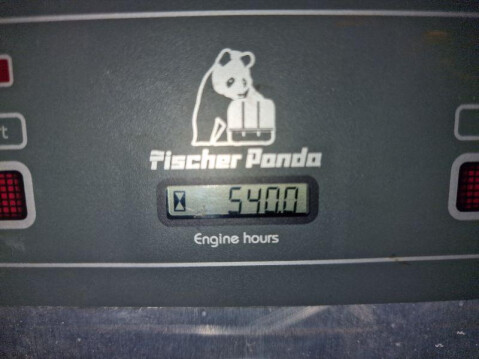 Fischer Panda
540.0
Engine hours